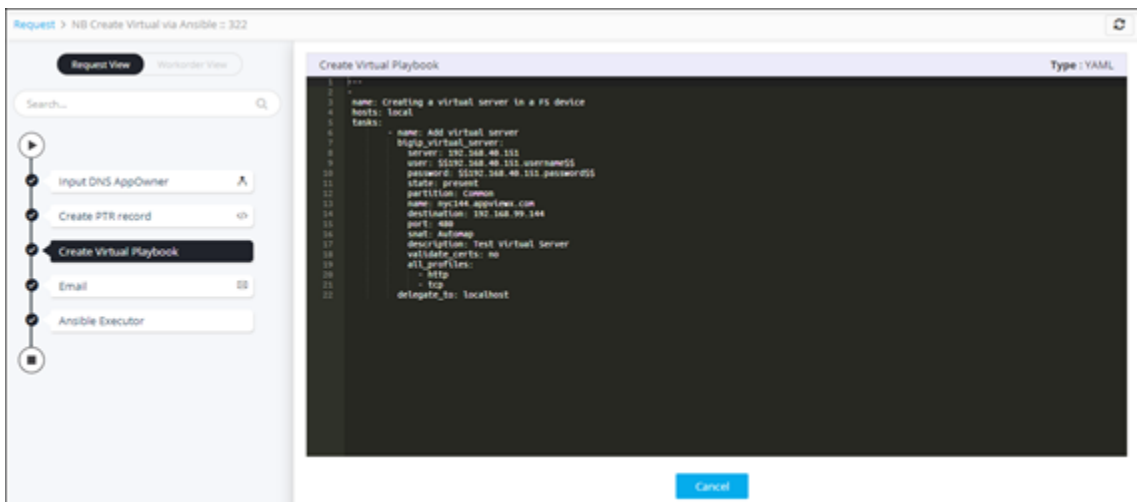 Request > NB Create Virtual via Ansible :: 322
Request View Workorder View
Search...
Input DNS AppOwner
Create PTR record
Create Virtual Playbook
Email
Ansible Executor
Create Virtual Playbook Type : YAML
1 ---
2 -
3 name: Creating a virtual server in a F5 device
4 hosts: local
5 tasks:
6 - name: Add virtual server
7 bigip_virtual_server:
8 server: 192.168.40.151
9 user: $$192.168.40.151.username$$
10 password: $$192.168.40.151.password$$
11 state: present
12 partition: Common
13 name: nyc144.appviewx.com
14 destination: 192.168.99.144
15 port: 480
16 snat: Automap
17 description: Test Virtual Server
18 validate_certs: no
19 all_profiles:
20 - http
21 - tcp
22 delegate_to: localhost
Cancel